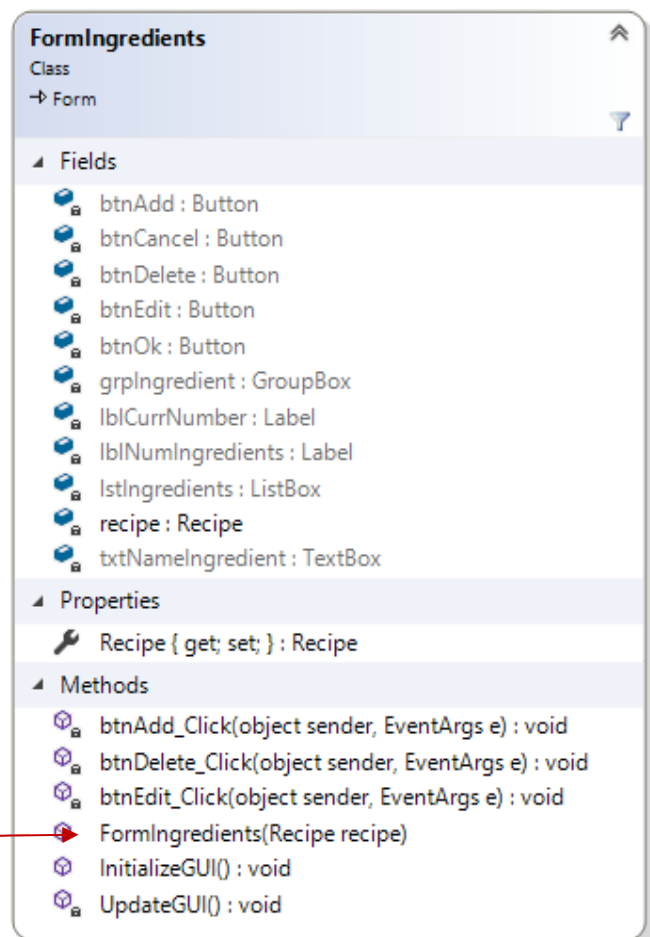 FormIngredients
Class
Form
Fields
btnAdd : Button
btnCancel : Button
btnDelete : Button
btnEdit : Button
btnOk : Button
grpIngredient : GroupBox
lblCurrNumber : Label
lblNumIngredients : Label
lstIngredients : ListBox
recipe : Recipe
txtNameIngredient : TextBox
Properties
Recipe { get; set; } : Recipe
Methods
btnAdd_Click(object sender, EventArgs e) : void
btnDelete_Click(object sender, EventArgs e) : void
btnEdit_Click(object sender, EventArgs e) : void
FormIngredients(Recipe recipe)
InitializeGUI() : void
UpdateGUI() : void